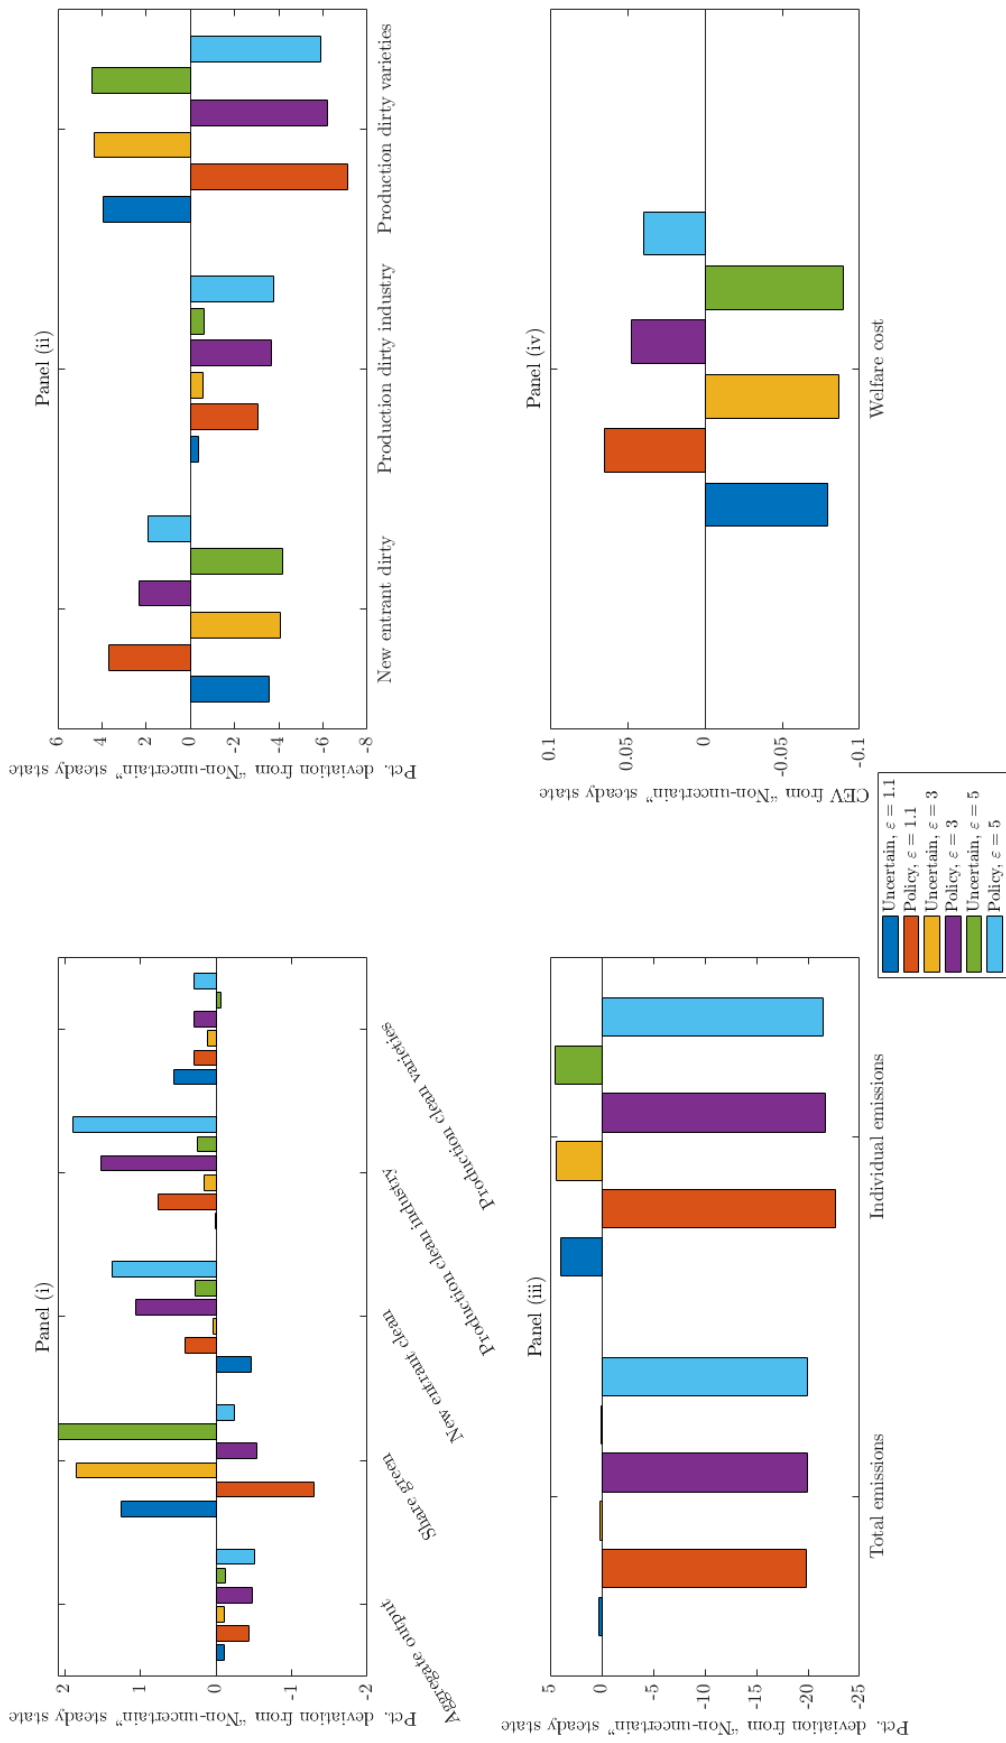 Panel (i)
Pct. deviation from "Non-uncertain" steady state
2
1
0
-1
-2
Aggregate output
Share green
New entrant clean
Production clean industry
Production clean varieties
Panel (ii)
Pct. deviation from "Non-uncertain" steady state
6
4
2
0
-2
-4
-6
-8
New entrant dirty
Production dirty industry
Production dirty varieties
Panel (iii)
Pct. deviation from "Non-uncertain" steady state
5
0
-5
-10
-15
-20
-25
Total emissions
Individual emissions
Panel (iv)
CEV from "Non-uncertain" steady state
0.1
0.05
0
-0.05
-0.1
Welfare cost
Uncertain, ε = 1.1
Policy, ε = 1.1
Uncertain, ε = 3
Policy, ε = 3
Uncertain, ε = 5
Policy, ε = 5